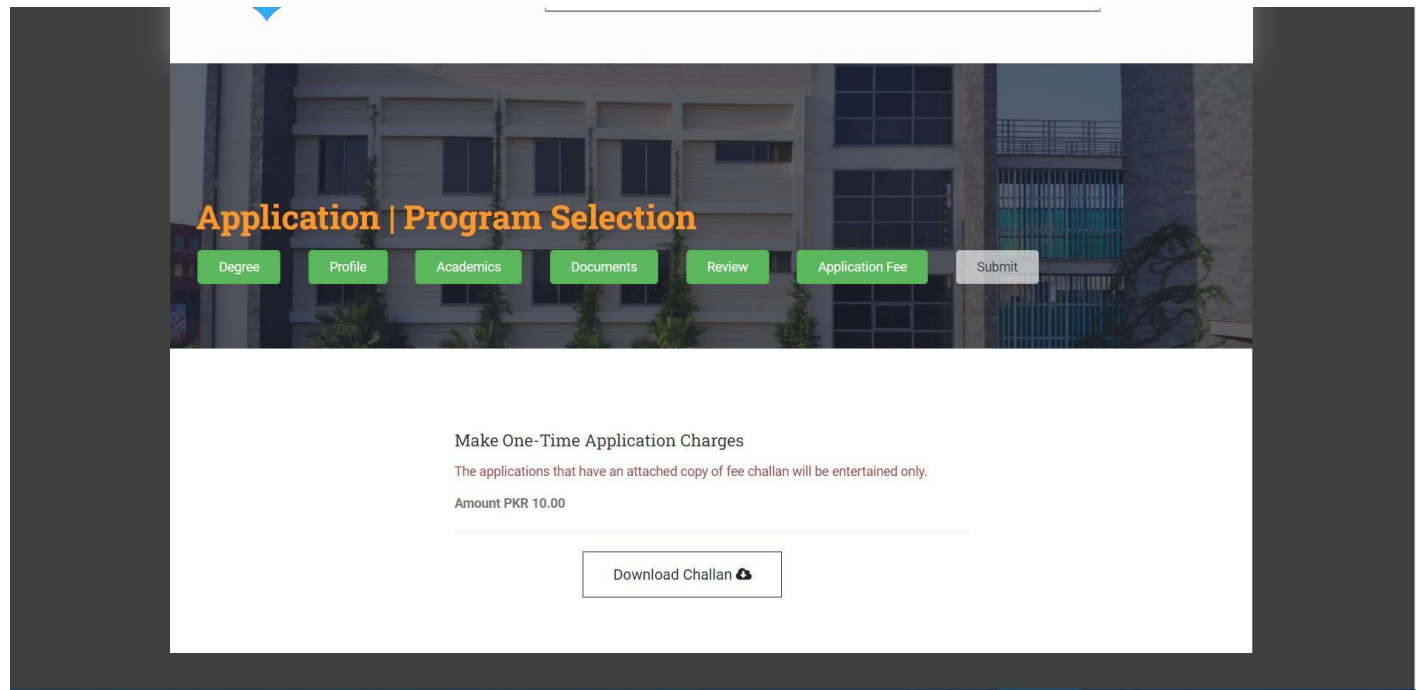 Application | Program Selection
Degree Profile Academics Documents Review Application Fee Submit
Make One-Time Application Charges
The applications that have an attached copy of fee challan will be entertained only.
Amount PKR 10.00
Download Challan